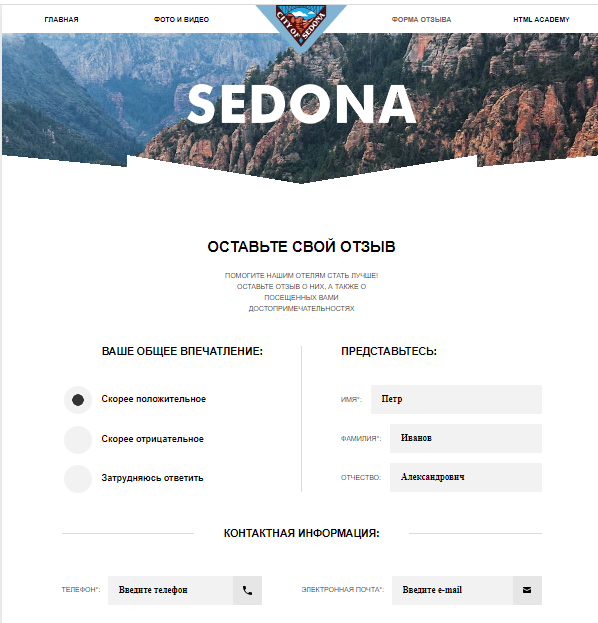 ГЛАВНАЯ
ФОТО И ВИДЕО
CITY OF SEDONA
ФОРМА ОТЗЫВА
HTML ACADEMY
SEDONA
ОСТАВЬТЕ СВОЙ ОТЗЫВ
ПОМОГИТЕ НАШИМ ОТЕЛЯМ СТАТЬ ЛУЧШЕ!
ОСТАВЬТЕ ОТЗЫВ О НИХ, А ТАКЖЕ О
ПОСЕЩЕННЫХ ВАМИ
ДОСТОПРИМЕЧАТЕЛЬНОСТЯХ
ВАШЕ ОБЩЕЕ ВПЕЧАТЛЕНИЕ:
Скорее положительное
Скорее отрицательное
Затрудняюсь ответить
ПРЕДСТАВЬТЕСЬ:
ИМЯ*: Петр
ФАМИЛИЯ*: Иванов
ОТЧЕСТВО: Александрович
КОНТАКТНАЯ ИНФОРМАЦИЯ:
ТЕЛЕФОН*: Введите телефон
ЭЛЕКТРОННАЯ ПОЧТА*: Введите e-mail